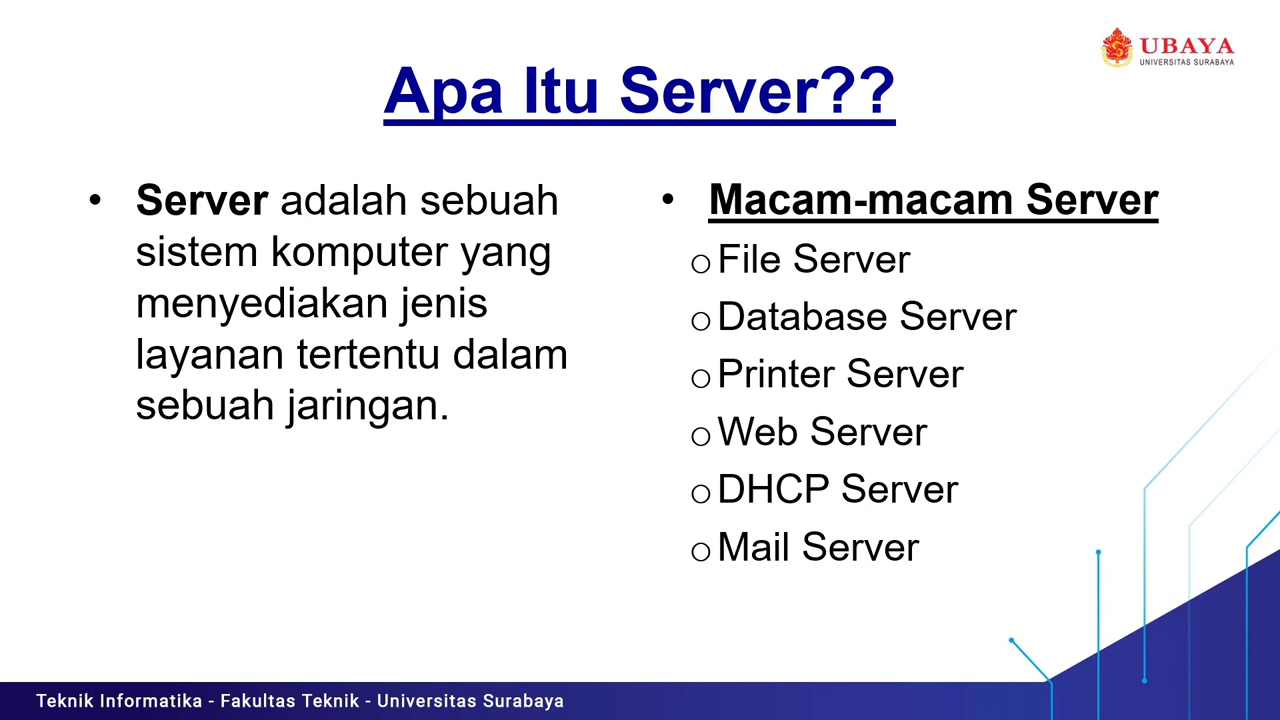 UBAYA
UNIVERSITAS SURABAYA
Apa Itu Server??
• Server adalah sebuah
sistem komputer yang
menyediakan jenis
layanan tertentu dalam
sebuah jaringan.
• Macam-macam Server
o File Server
o Database Server
o Printer Server
o Web Server
o DHCP Server
o Mail Server
Teknik Informatika - Fakultas Teknik - Universitas Surabaya